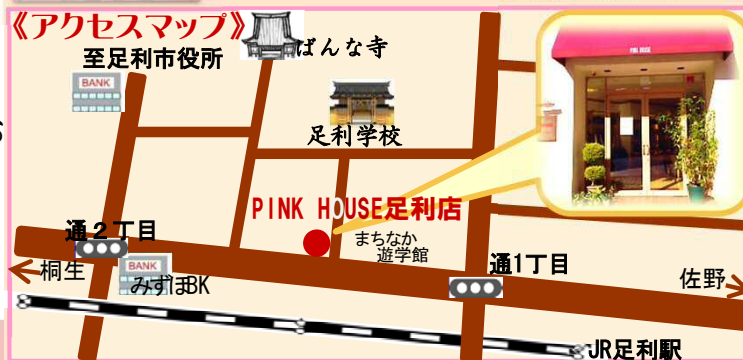 《アクセスマップ》
ばんな寺
至足利市役所
BANK
足利学校
PINK HOUSE足利店
通2丁目
まちなか
遊学館
桐生
BANK
みずほBK
通1丁目
佐野
JR足利駅